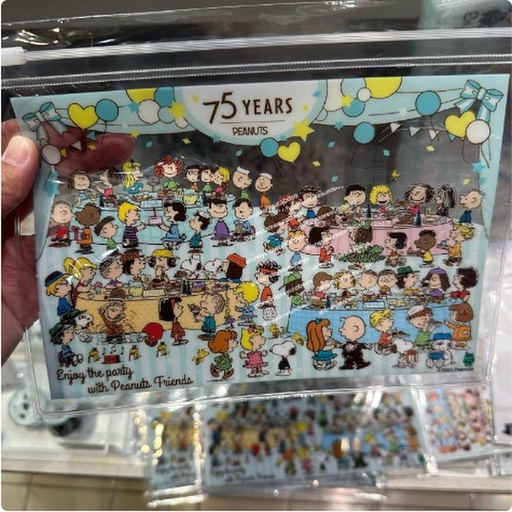 75 YEARS
PEANUTS
Enjoy the party
with Peanuts Friends